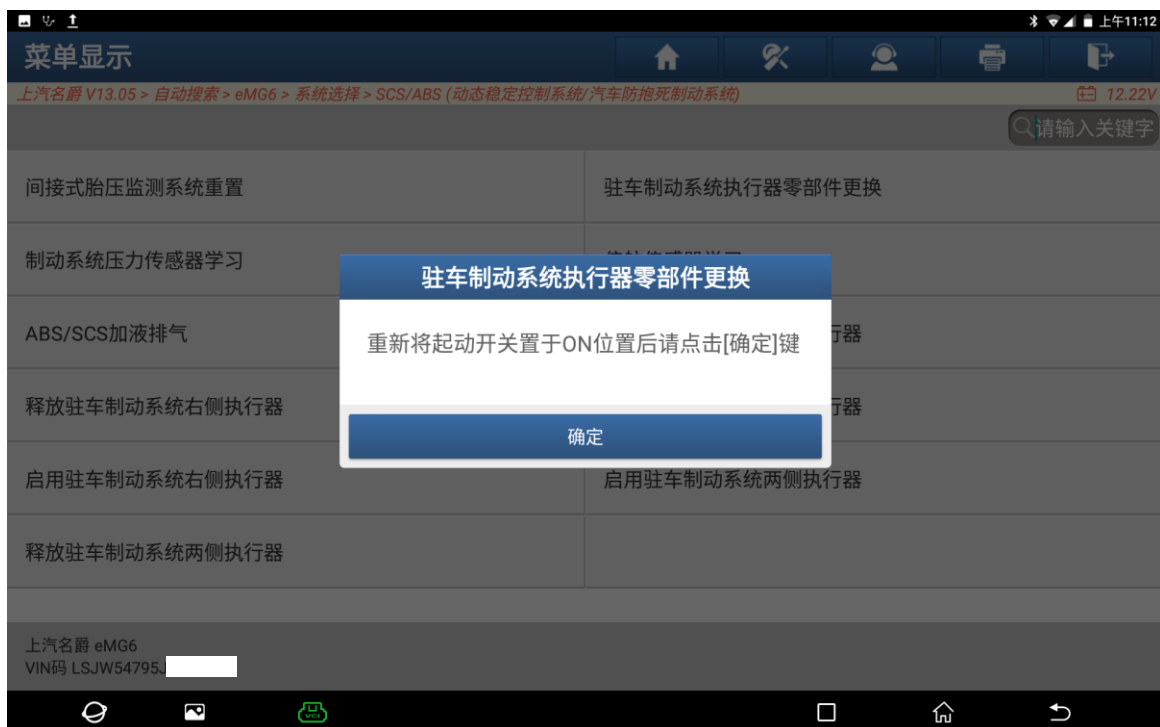 上午11:12
菜单显示
上汽名爵 V13.05 > 自动搜索 > eMG6 > 系统选择 > SCS/ABS (动态稳定控制系统/汽车防抱死制动系统)
12.22V
请输入关键字
间接式胎压监测系统重置
驻车制动系统执行器零部件更换
制动系统压力传感器学习
驻车制动系统执行器零部件更换
ABS/SCS加液排气
重新将起动开关置于ON位置后请点击[确定]键
行器
释放驻车制动系统右侧执行器
确定
行器
启用驻车制动系统右侧执行器
启用驻车制动系统两侧执行器
释放驻车制动系统两侧执行器
上汽名爵 eMG6
VIN码 LSJW54795J
VCI